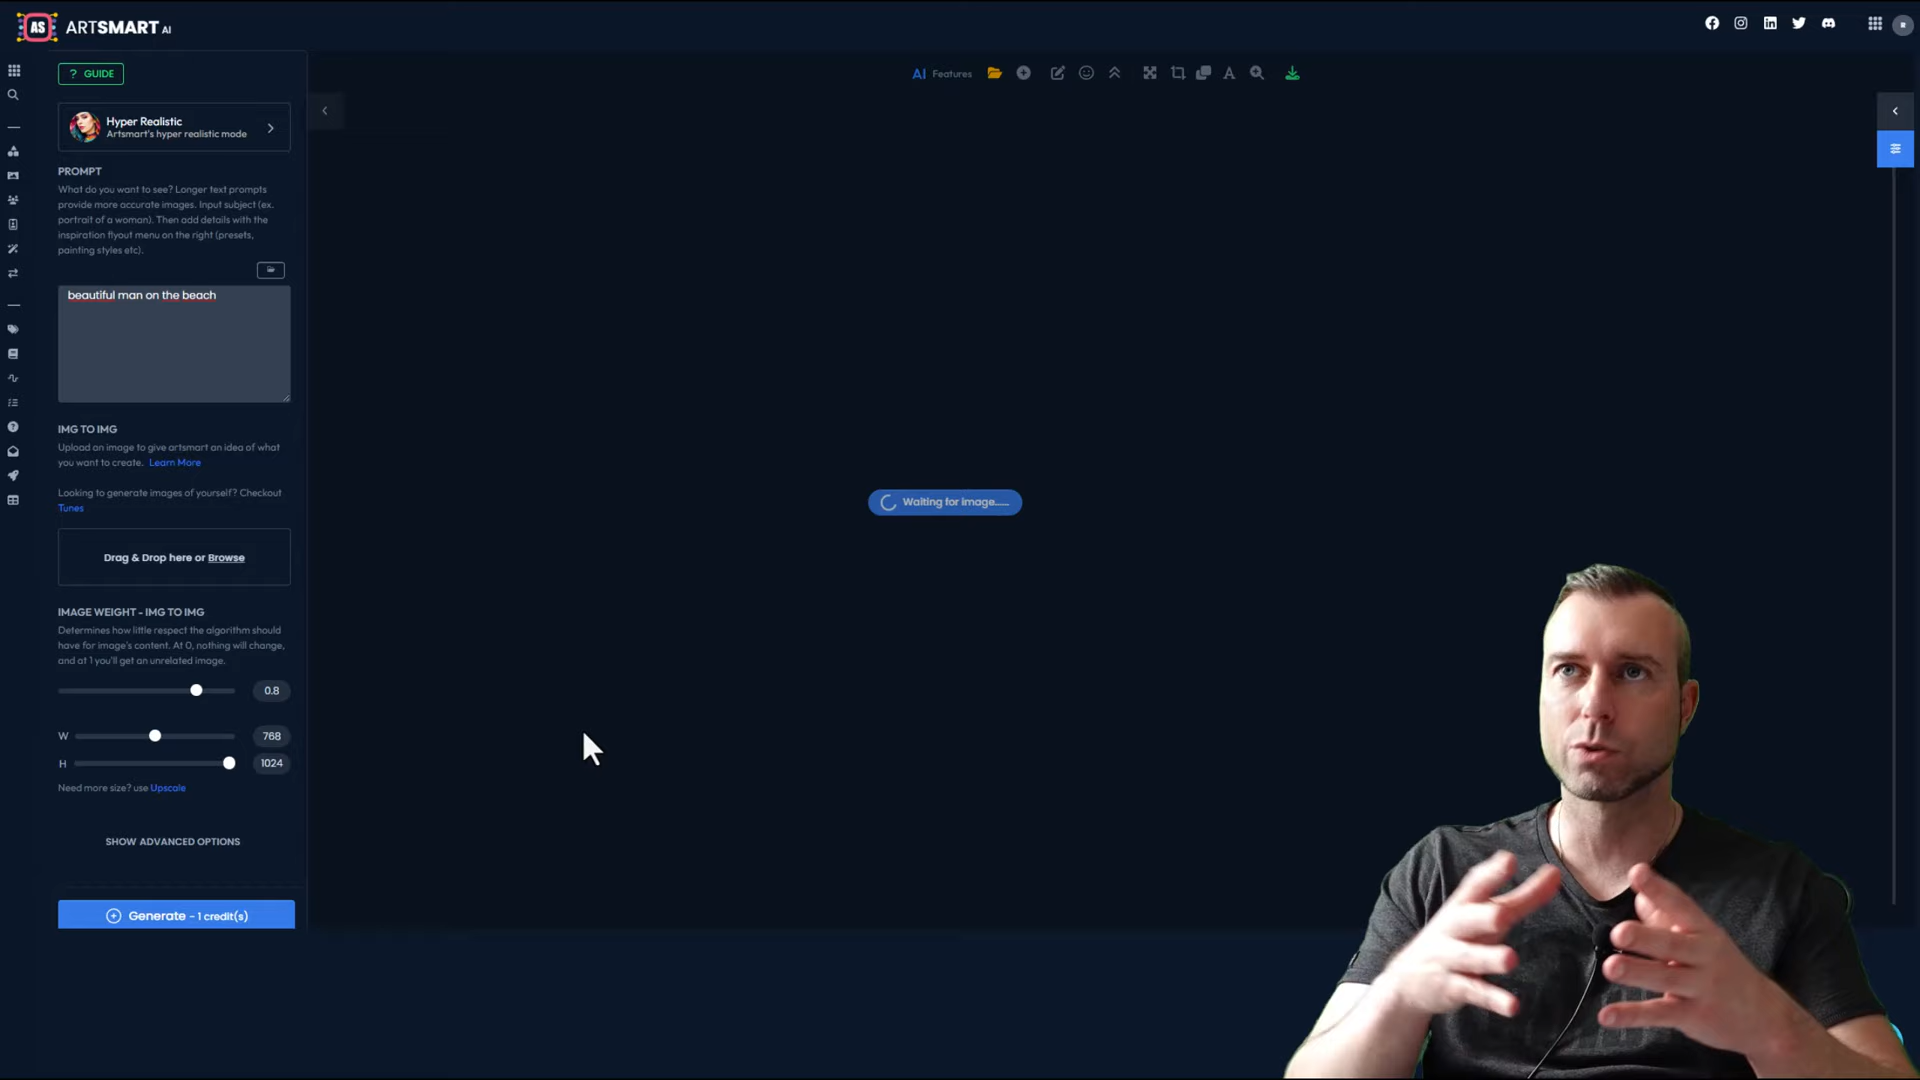 AS ARTSMART AI
? GUIDE
Hyper Realistic
Artsmart's hyper realistic mode
PROMPT
What do you want to see? Longer text prompts
provide more accurate images. Input subject (ex.
portrait of a woman). Then add details with the
inspiration flyout menu on the right (presets,
painting styles etc).
beautiful man on the beach
IMG TO IMG
Upload an image to give artsmart an idea of what
you want to create. Learn More
Looking to generate images of yourself? Checkout
Tunes
Drag & Drop here or Browse
IMAGE WEIGHT - IMG TO IMG
Determines how little respect the algorithm should
have for image's content. At 0, nothing will change,
and at 1 you'll get an unrelated image.
0.8
W 768
H 1024
Need more size? use Upscale
SHOW ADVANCED OPTIONS
Generate - 1 credit(s)
AI Features
A
Waiting for image.....